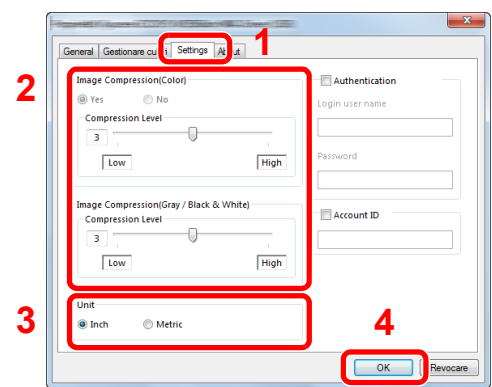 1
General Gestionare cu i Settings Ab ut
2
Image Compression(Color)
Yes No
Compression Level
3
Low High
Image Compression(Gray / Black & White)
Compression Level
3
Low High
Authentication
Login user name
Password
Account ID
3
Unit
Inch Metric
4
OK Revocare